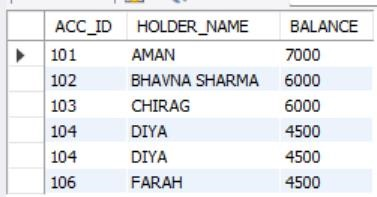 ACC_ID HOLDER_NAME BALANCE
101 AMAN 7000
102 BHAVNA SHARMA 6000
103 CHIRAG 6000
104 DIYA 4500
104 DIYA 4500
106 FARAH 4500